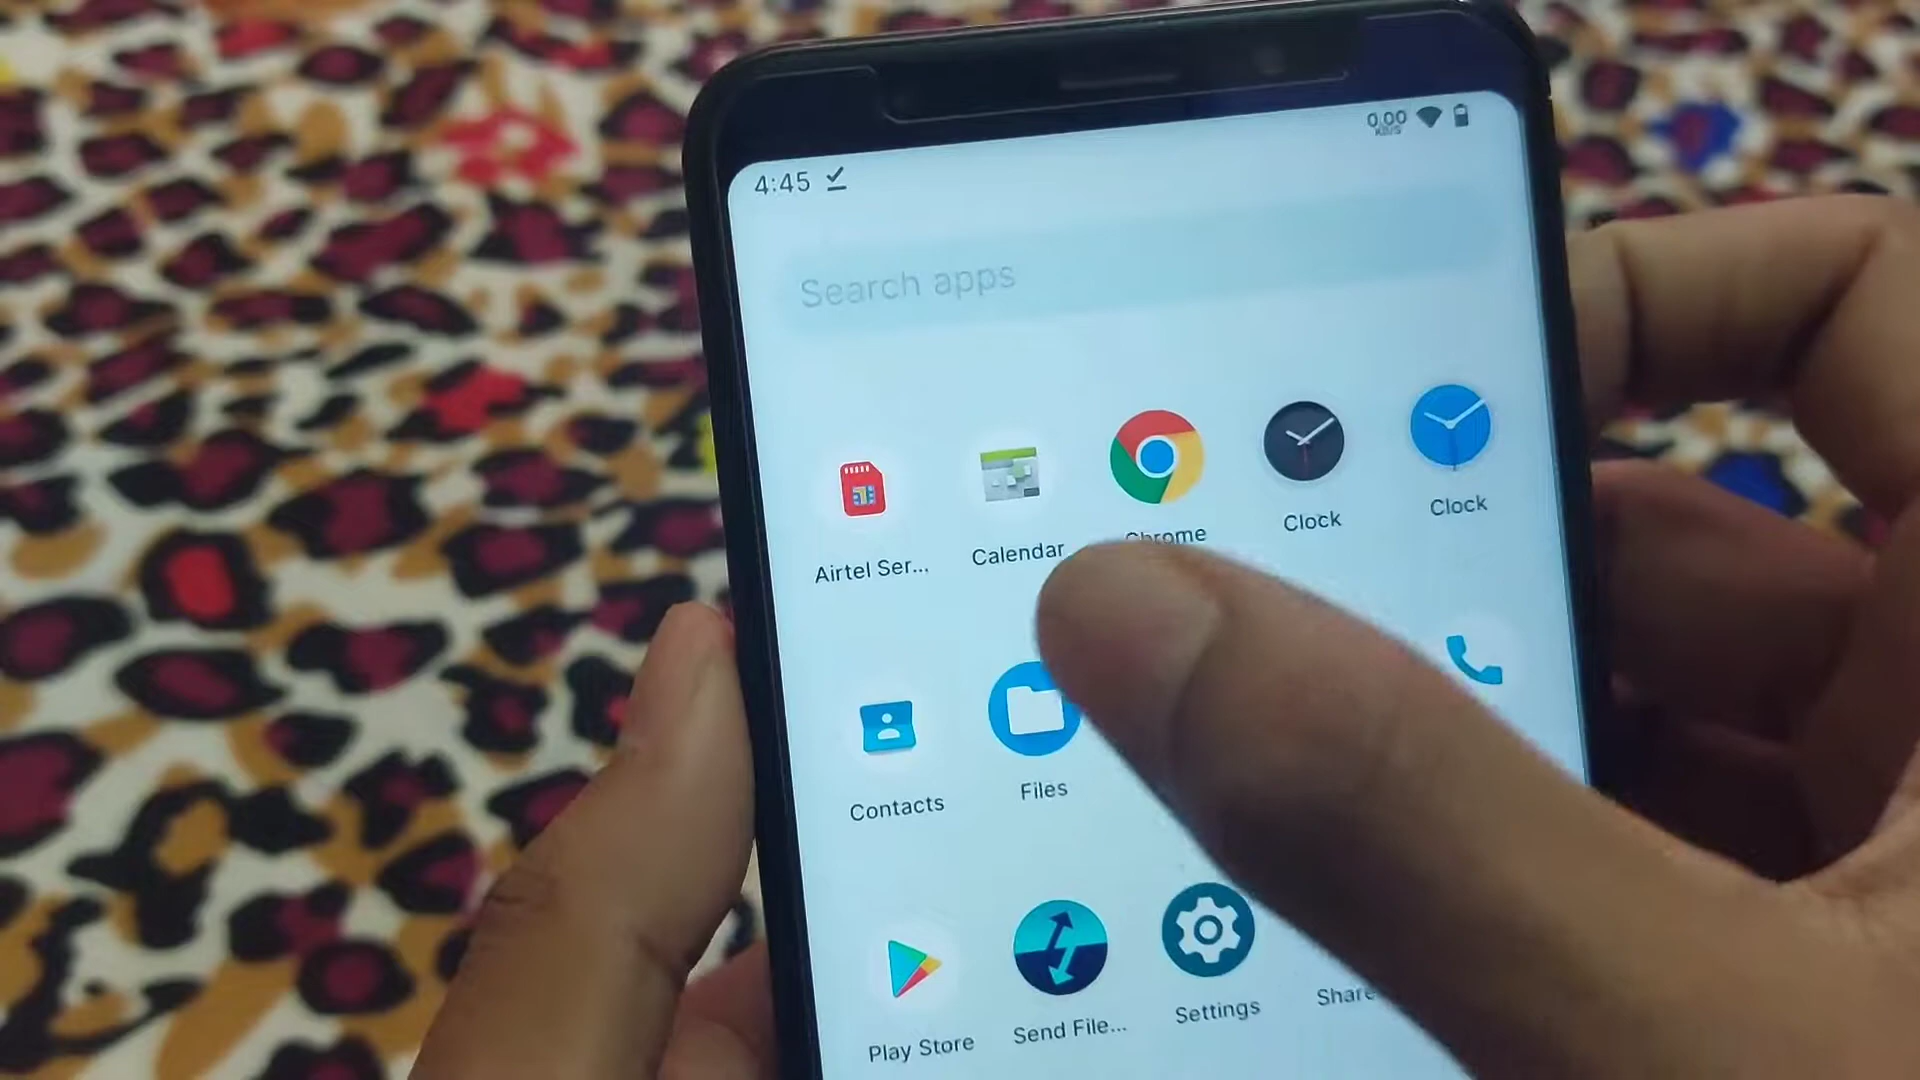 4:45
0.00
KB/S
Search apps
Airtel Ser...
Calendar
Chrome
Clock
Clock
Contacts
Files
Play Store
Send File...
Settings
Share